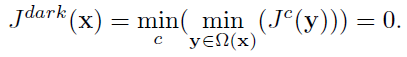 J^{dark}(x) = min_c( min_{y∈Ω(x)} (J^c(y))) = 0.